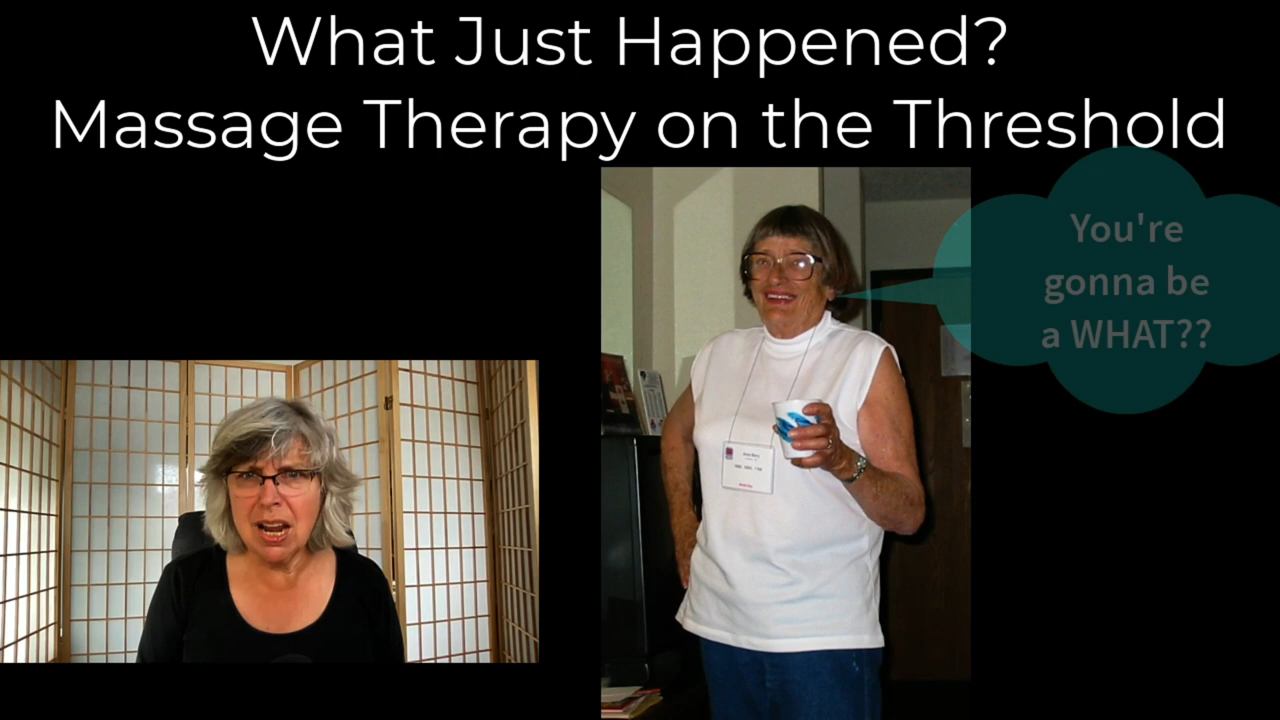 What Just Happened?
Massage Therapy on the Threshold
You're
gonna be
a WHAT??